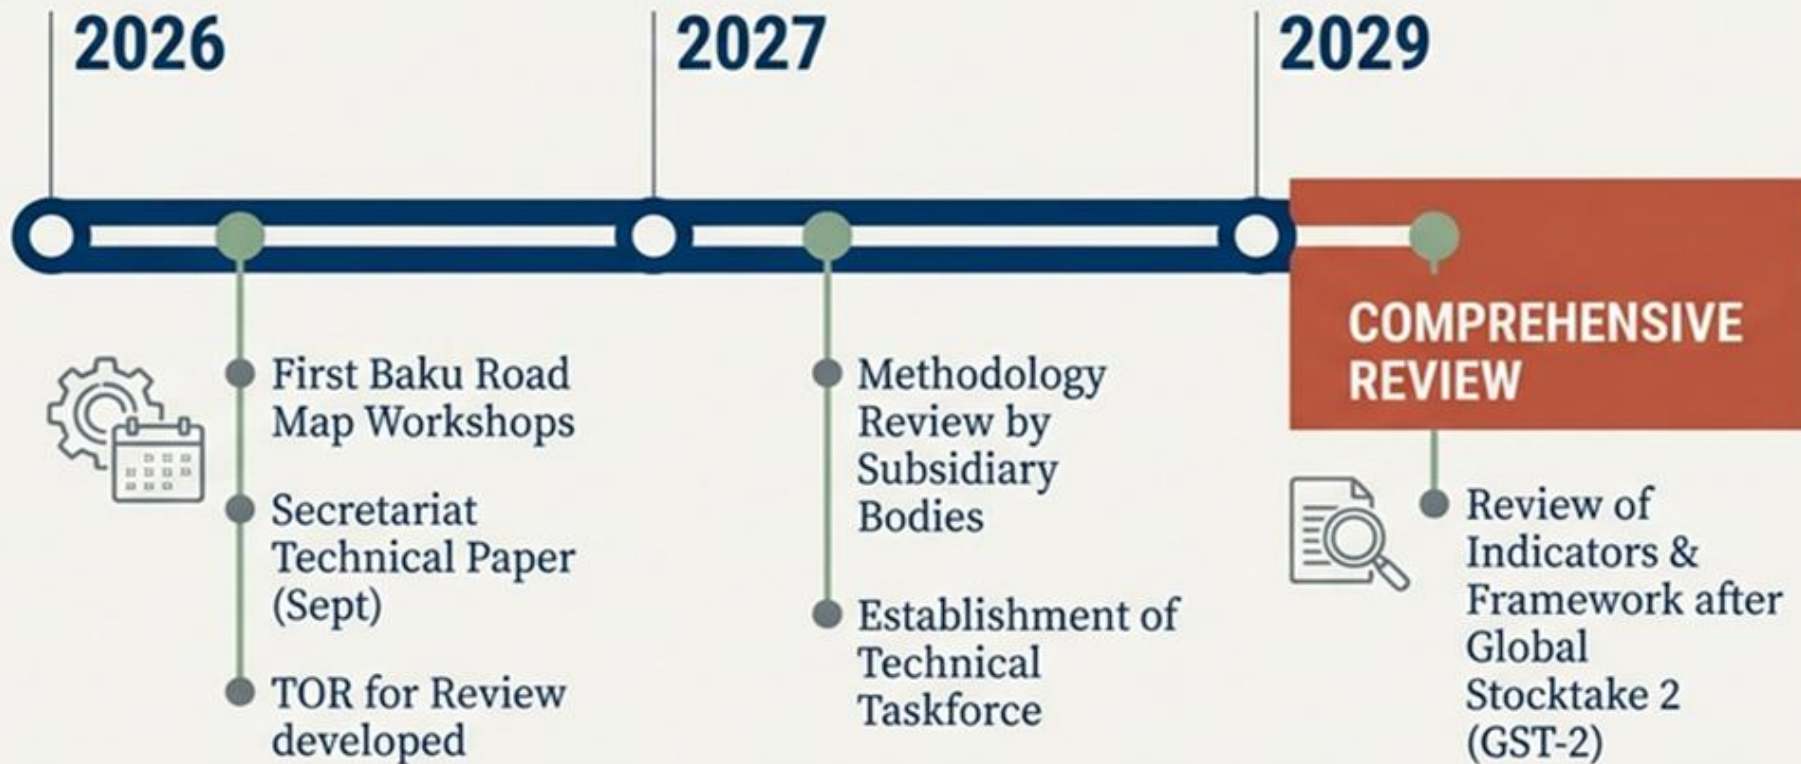 2026
First Baku Road
Map Workshops
Secretariat
Technical Paper
(Sept)
TOR for Review
developed
2027
Methodology
Review by
Subsidiary
Bodies
Establishment of
Technical
Taskforce
2029
COMPREHENSIVE
REVIEW
Review of
Indicators &
Framework after
Global
Stocktake 2
(GST-2)